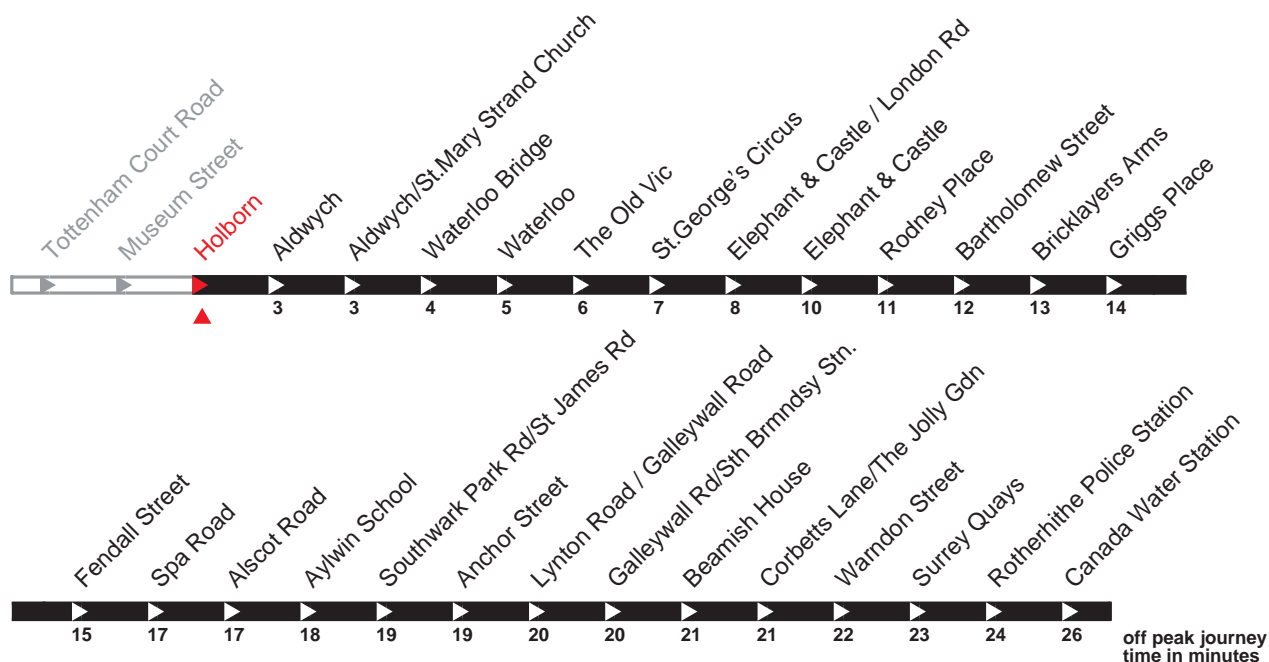 Tottenham Court Road
Museum Street
Holborn
Aldwych
Aldwych/St.Mary Strand Church
Waterloo Bridge
Waterloo
The Old Vic
St.George's Circus
Elephant & Castle / London Rd
Elephant & Castle
Rodney Place
Bartholomew Street
Bricklayers Arms
Griggs Place
3 3 4 5 6 7 8 10 11 12 13 14
Fendall Street
Spa Road
Alscot Road
Aylwin School
Southwark Park Rd/St James Rd
Anchor Street
Lynton Road / Galleywall Road
Galleywall Rd/Sth Brmndsy Stn.
Beamish House
Corbetts Lane/The Jolly Gdn
Warndon Street
Surrey Quays
Rotherhithe Police Station
Canada Water Station
15 17 17 18 19 19 20 20 21 21 22 23 24 26
off peak journey
time in minutes